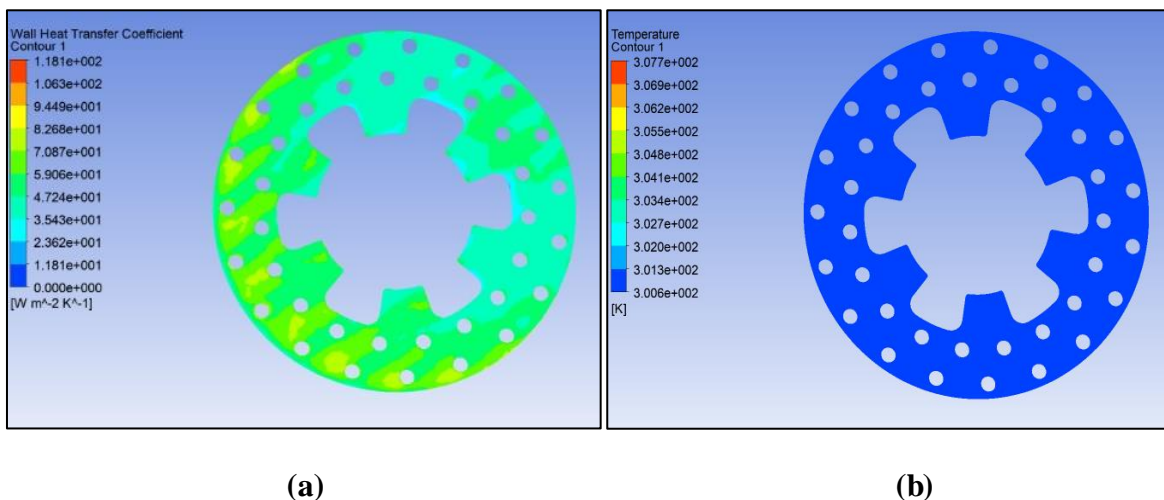 Wall Heat Transfer Coefficient
Contour 1
1.181e+002
1.063e+002
9.449e+001
8.268e+001
7.087e+001
5.906e+001
4.724e+001
3.543e+001
2.362e+001
1.181e+001
0.000e+000
[W m^-2 K^-1]
Temperature
Contour 1
3.077e+002
3.069e+002
3.062e+002
3.055e+002
3.048e+002
3.041e+002
3.034e+002
3.027e+002
3.020e+002
3.013e+002
3.006e+002
[K]
(a)
(b)